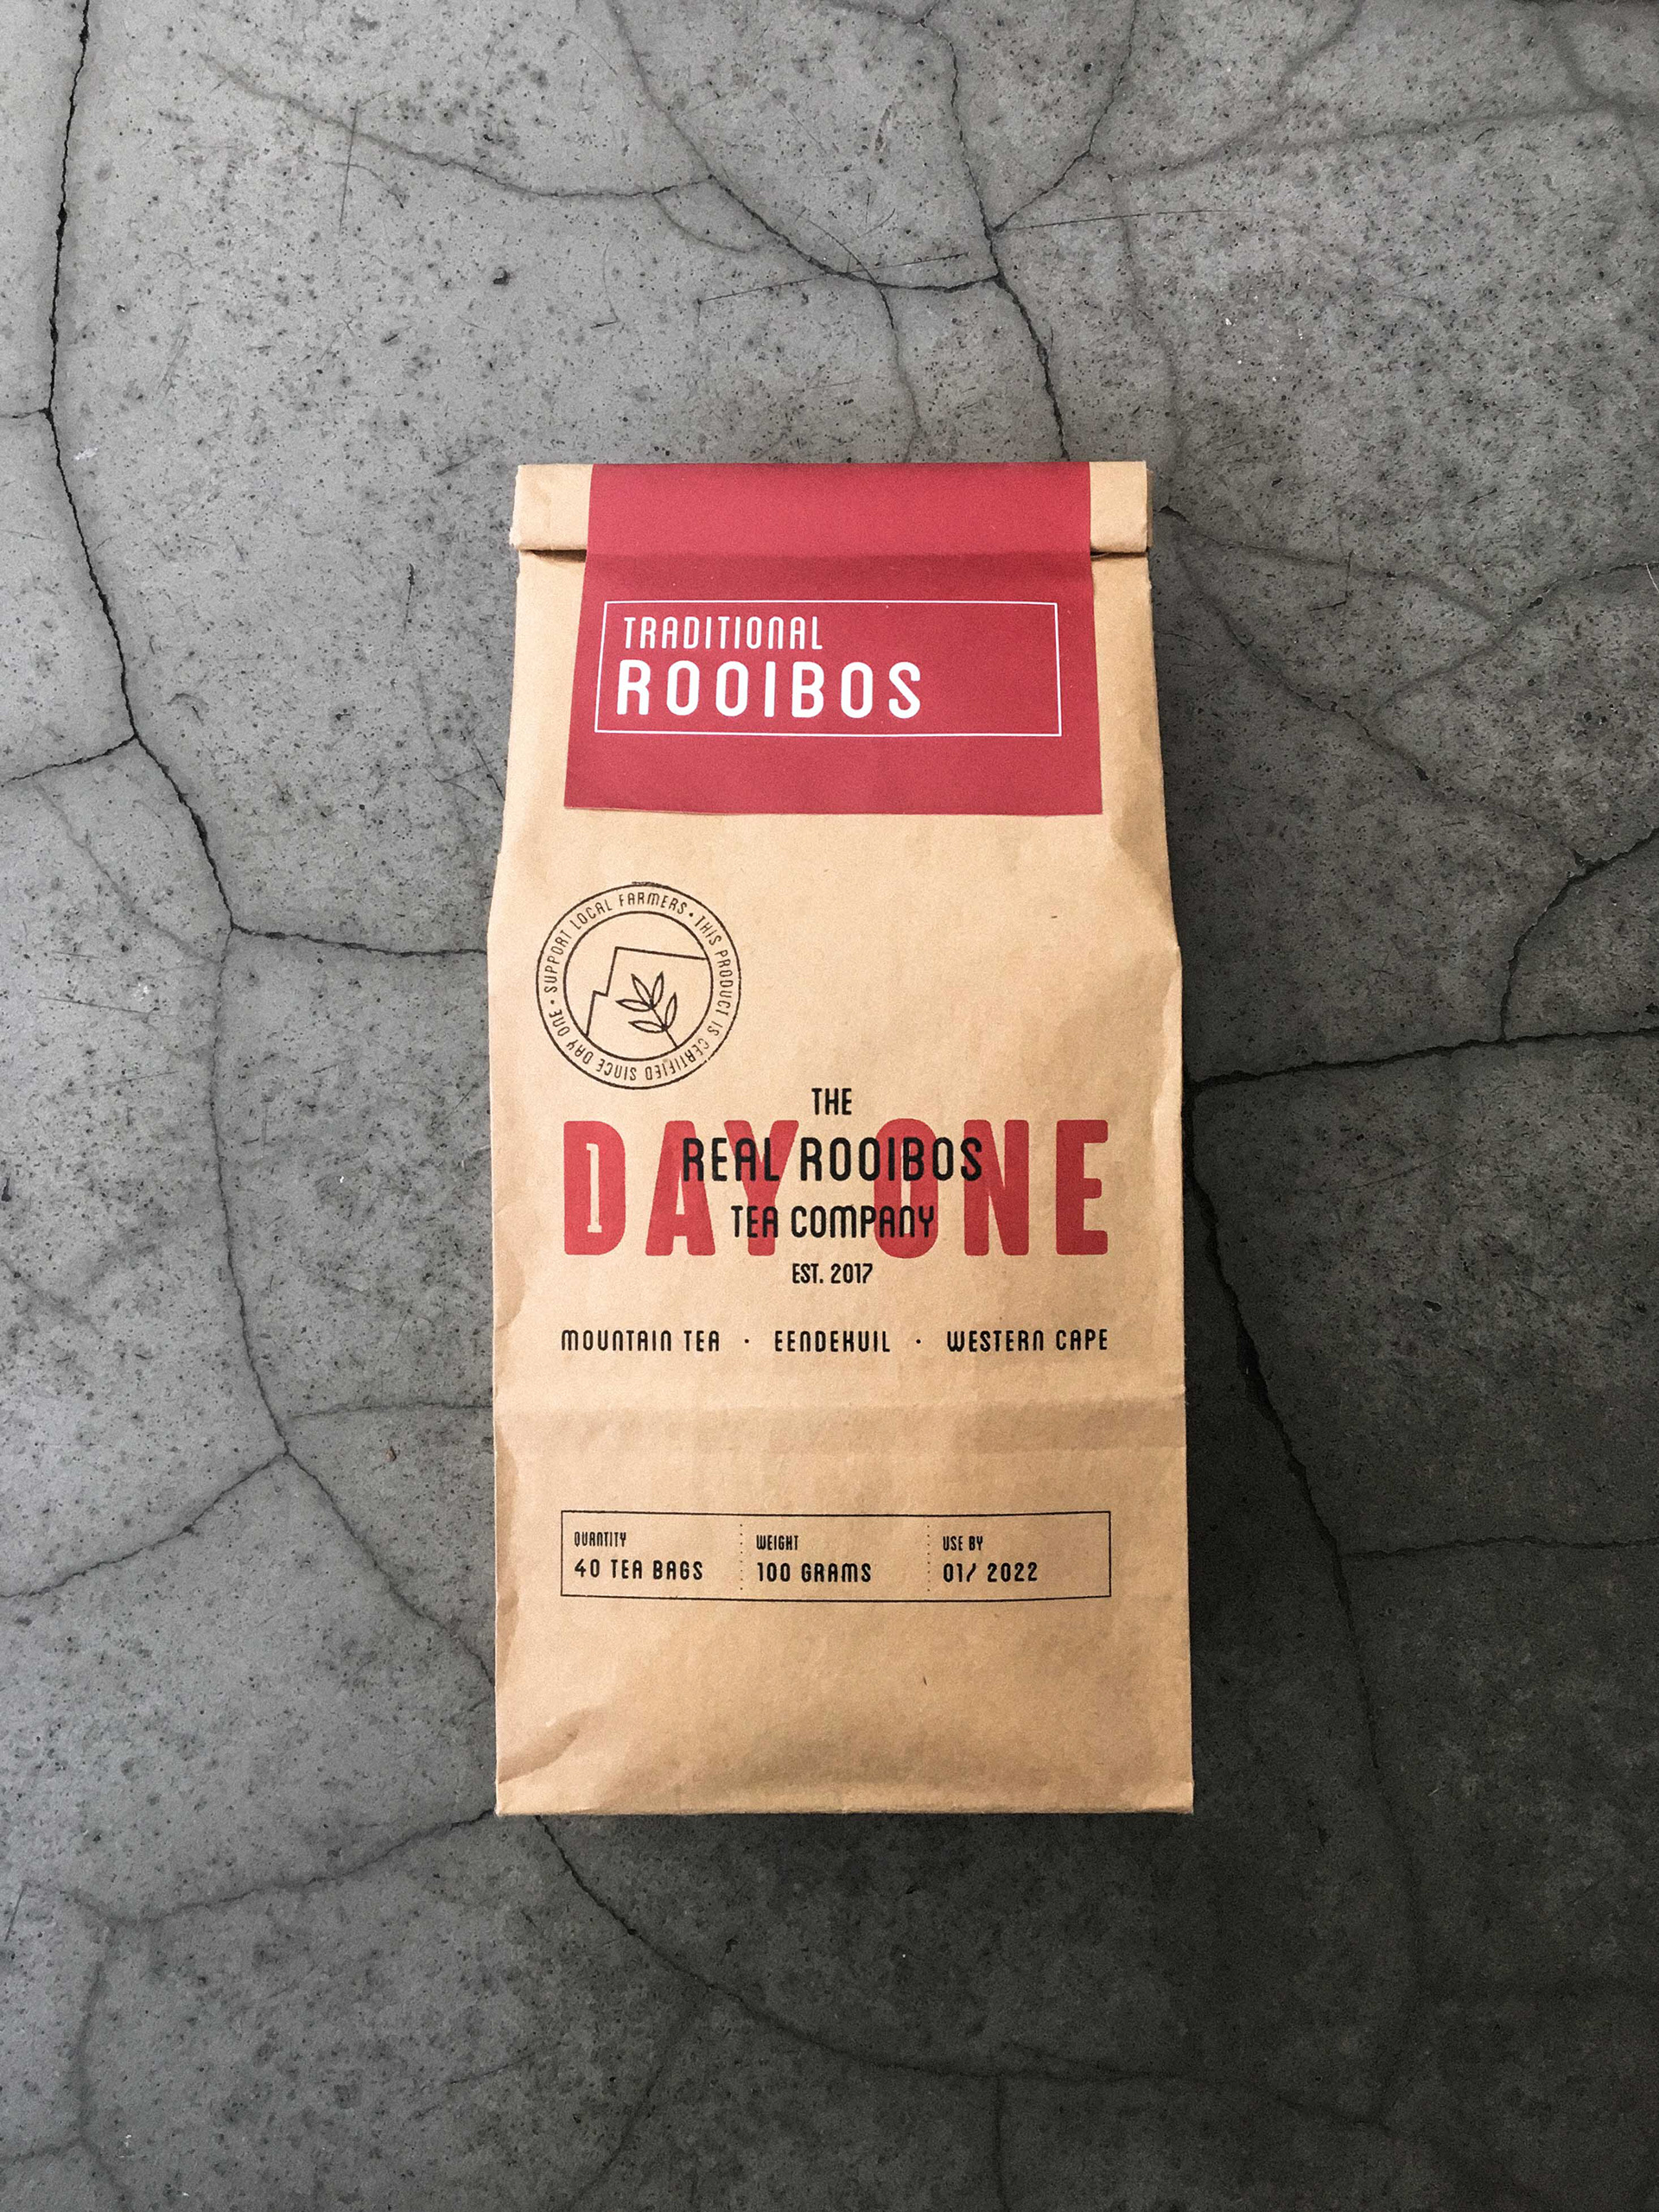 TRADITIONAL
ROOIBOS
SUPPORT LOCAL FARMERS • THIS PRODUCT IS CERTIFIED SINCE DAY ONE •
THE
DAY ONE
REAL ROOIBOS
TEA COMPANY
EST. 2017
MOUNTAIN TEA · EENDEKUIL · WESTERN CAPE
QUANTITY WEIGHT USE BY
40 TEA BAGS 100 GRAMS 01/ 2022